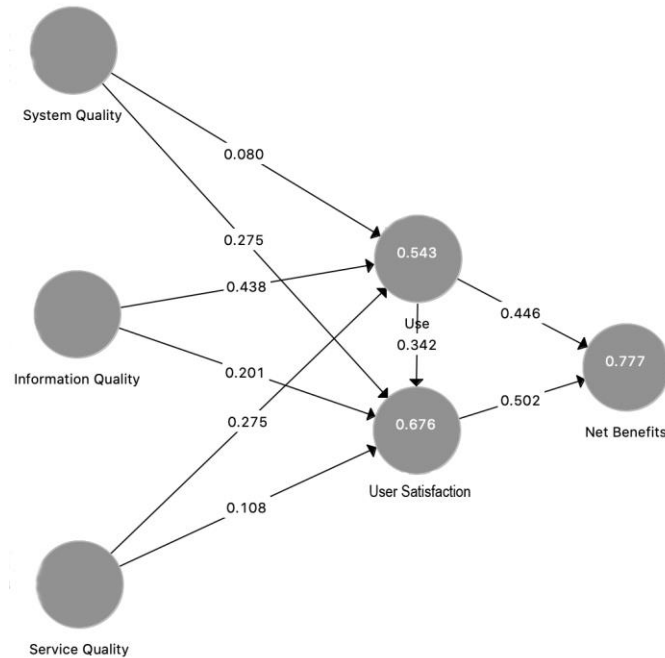 System Quality
0.080
0.275
0.543
0.438
Use
0.446
0.342
Information Quality
0.201
0.777
0.502
0.275
0.676
Net Benefits
User Satisfaction
0.108
Service Quality